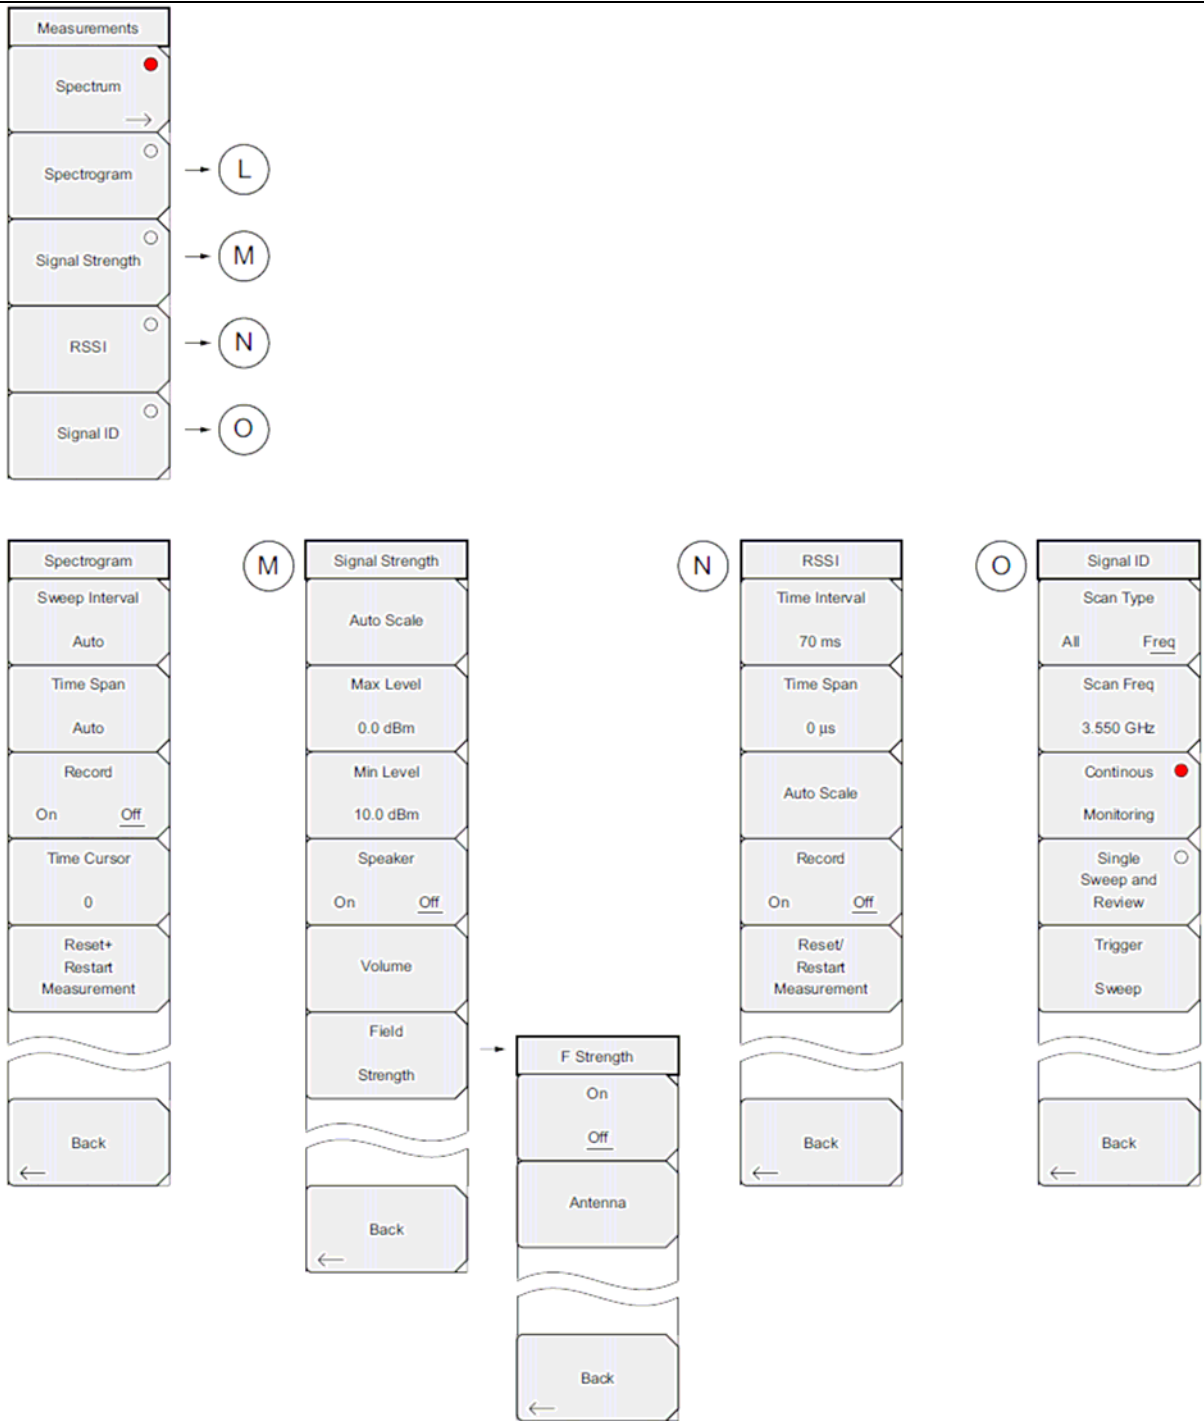 Measurements
Spectrum
Spectrogram
L
Signal Strength
M
RSSI
N
Signal ID
O
Spectrogram
Sweep Interval
Auto
Time Span
Auto
Record
On Off
Time Cursor
0
Reset+
Restart
Measurement
Back
M
Signal Strength
Auto Scale
Max Level
0.0 dBm
Min Level
10.0 dBm
Speaker
On Off
Volume
Field
Strength
Back
F Strength
On
Off
Antenna
Back
N
RSSI
Time Interval
70 ms
Time Span
0 µs
Auto Scale
Record
On Off
Reset/
Restart
Measurement
Back
O
Signal ID
Scan Type
All Freq
Scan Freq
3.550 GHz
Continous
Monitoring
Single
Sweep and
Review
Trigger
Sweep
Back